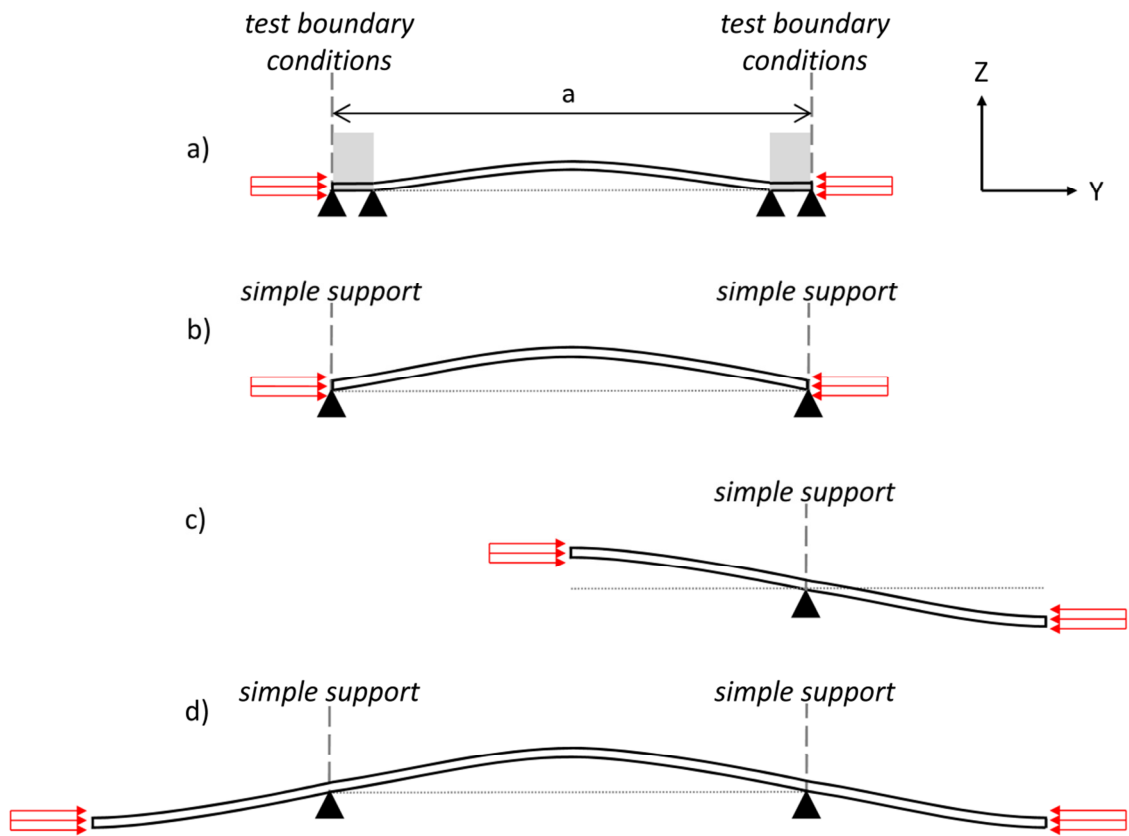 test boundary
conditions
test boundary
conditions
a
Z
Y
a)
simple support
simple support
b)
simple support
c)
simple support
simple support
d)